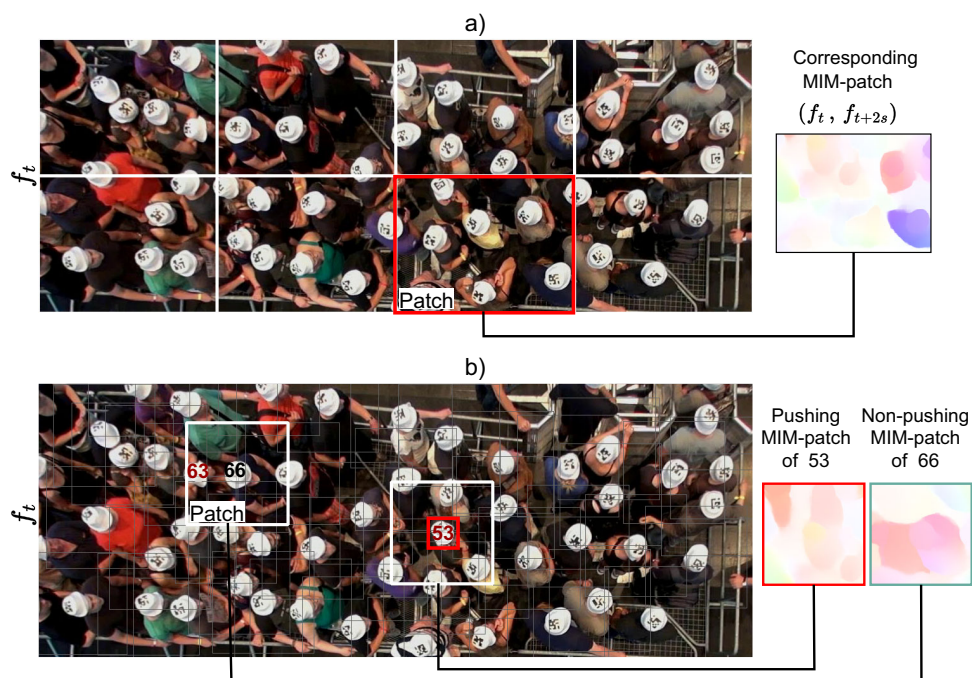 a)
Corresponding
MIM-patch
(f_t , f_{t+2s})
f_t
Patch
b)
Pushing
MIM-patch
of 53
Non-pushing
MIM-patch
of 66
f_t
63
66
Patch
53